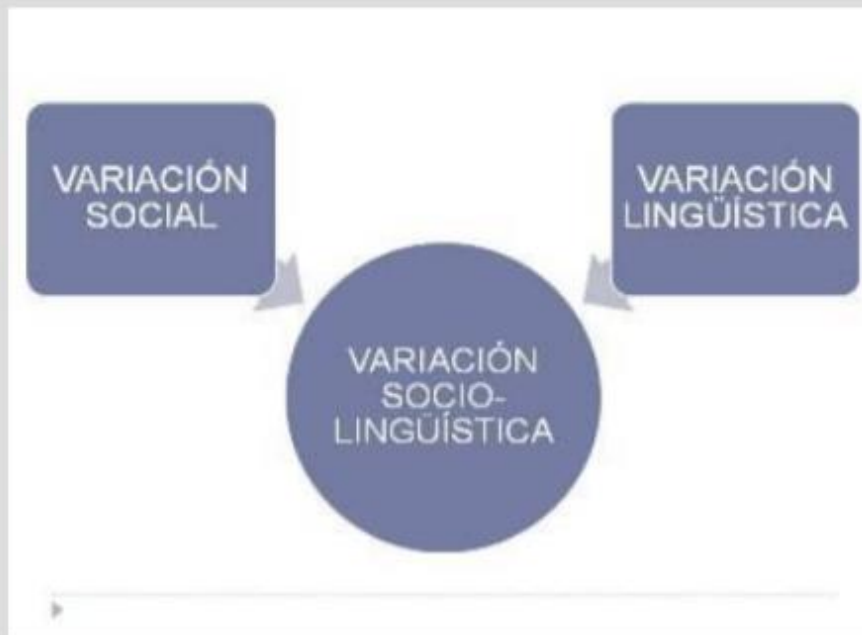 VARIACIÓN
SOCIAL
VARIACIÓN
LINGÜÍSTICA
VARIACIÓN
SOCIO-
LINGÜÍSTICA